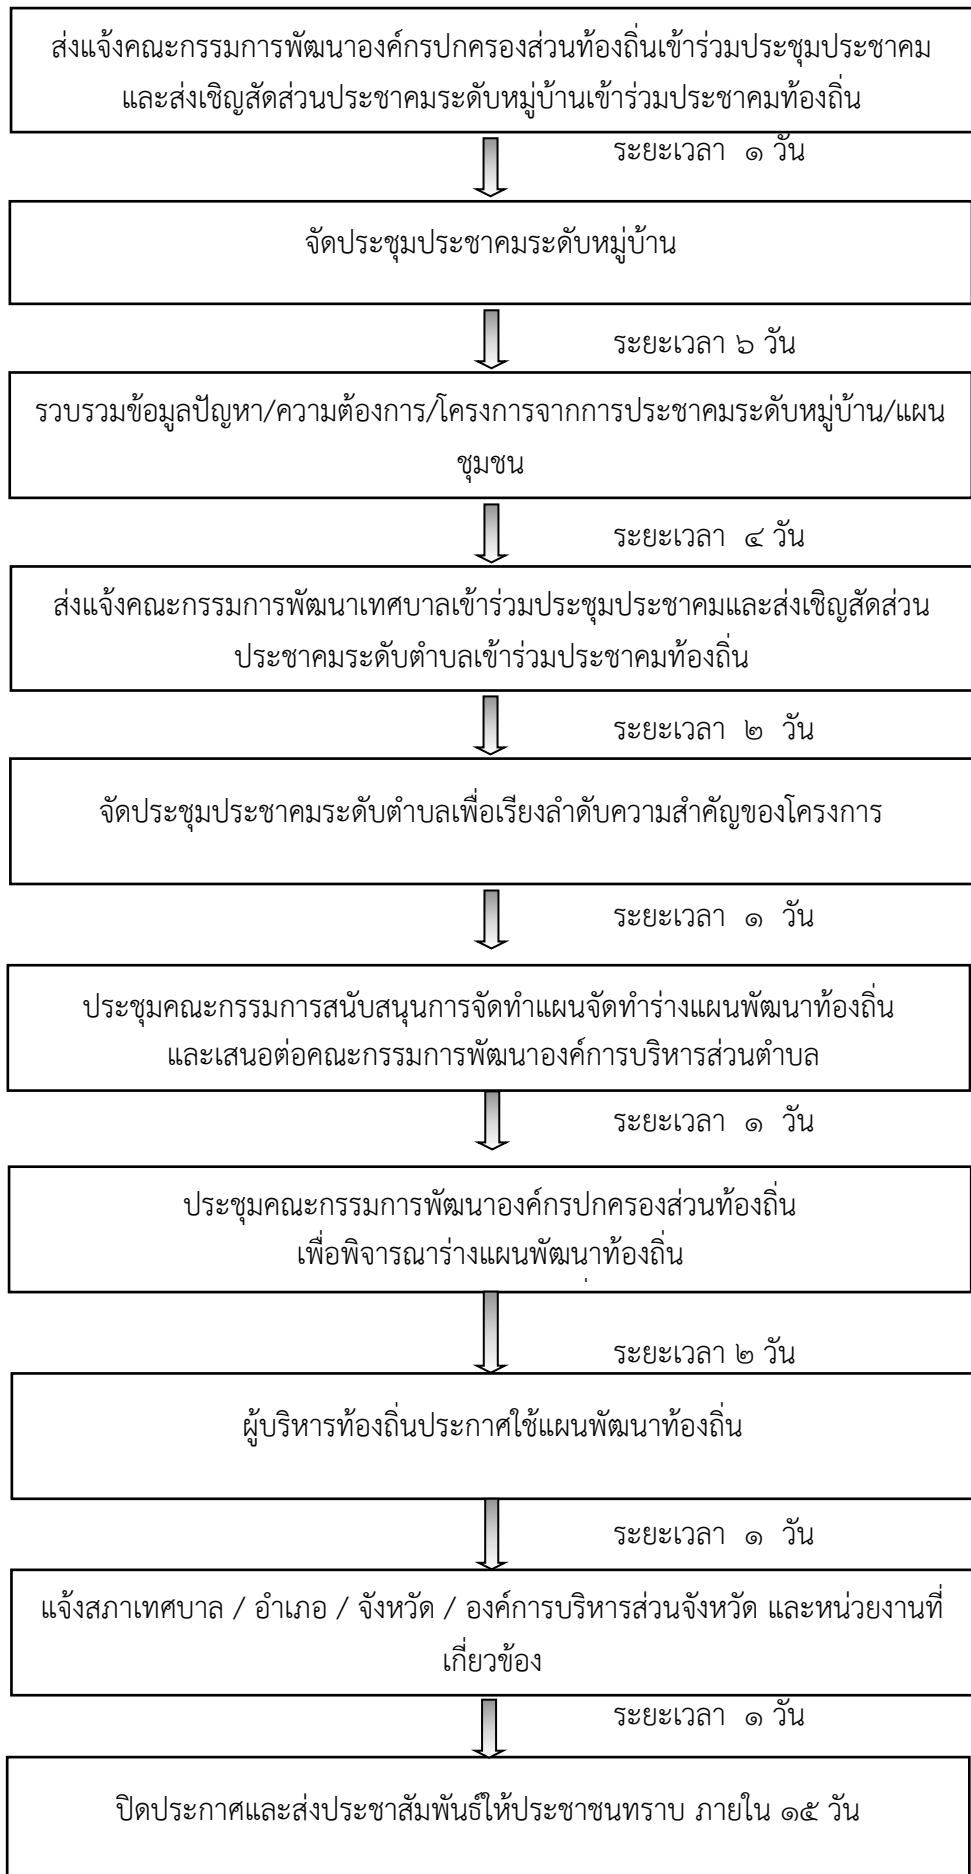 ส่งแจ้งคณะกรรมการพัฒนาองค์กรปกครองส่วนท้องถิ่นเข้าร่วมประชุมประชาคม
และส่งเชิญสัดส่วนประชาคมระดับหมู่บ้านเข้าร่วมประชาคมท้องถิ่น
ระยะเวลา ๑ วัน
จัดประชุมประชาคมระดับหมู่บ้าน
ระยะเวลา ๖ วัน
รวบรวมข้อมูลปัญหา/ความต้องการ/โครงการจากการประชาคมระดับหมู่บ้าน/แผน
ชุมชน
ระยะเวลา ๔ วัน
ส่งแจ้งคณะกรรมการพัฒนาเทศบาลเข้าร่วมประชุมประชาคมและส่งเชิญสัดส่วน
ประชาคมระดับตำบลเข้าร่วมประชาคมท้องถิ่น
ระยะเวลา ๒ วัน
จัดประชุมประชาคมระดับตำบลเพื่อเรียงลำดับความสำคัญของโครงการ
ระยะเวลา ๑ วัน
ประชุมคณะกรรมการสนับสนุนการจัดทำแผนจัดทำร่างแผนพัฒนาท้องถิ่น
และเสนอต่อคณะกรรมการพัฒนาองค์การบริหารส่วนตำบล
ระยะเวลา ๑ วัน
ประชุมคณะกรรมการพัฒนาองค์กรปกครองส่วนท้องถิ่น
เพื่อพิจารณาร่างแผนพัฒนาท้องถิ่น
ระยะเวลา ๒ วัน
ผู้บริหารท้องถิ่นประกาศใช้แผนพัฒนาท้องถิ่น
ระยะเวลา ๑ วัน
แจ้งสภาเทศบาล / อำเภอ / จังหวัด / องค์การบริหารส่วนจังหวัด และหน่วยงานที่
เกี่ยวข้อง
ระยะเวลา ๑ วัน
ปิดประกาศและส่งประชาสัมพันธ์ให้ประชาชนทราบ ภายใน ๑๕ วัน